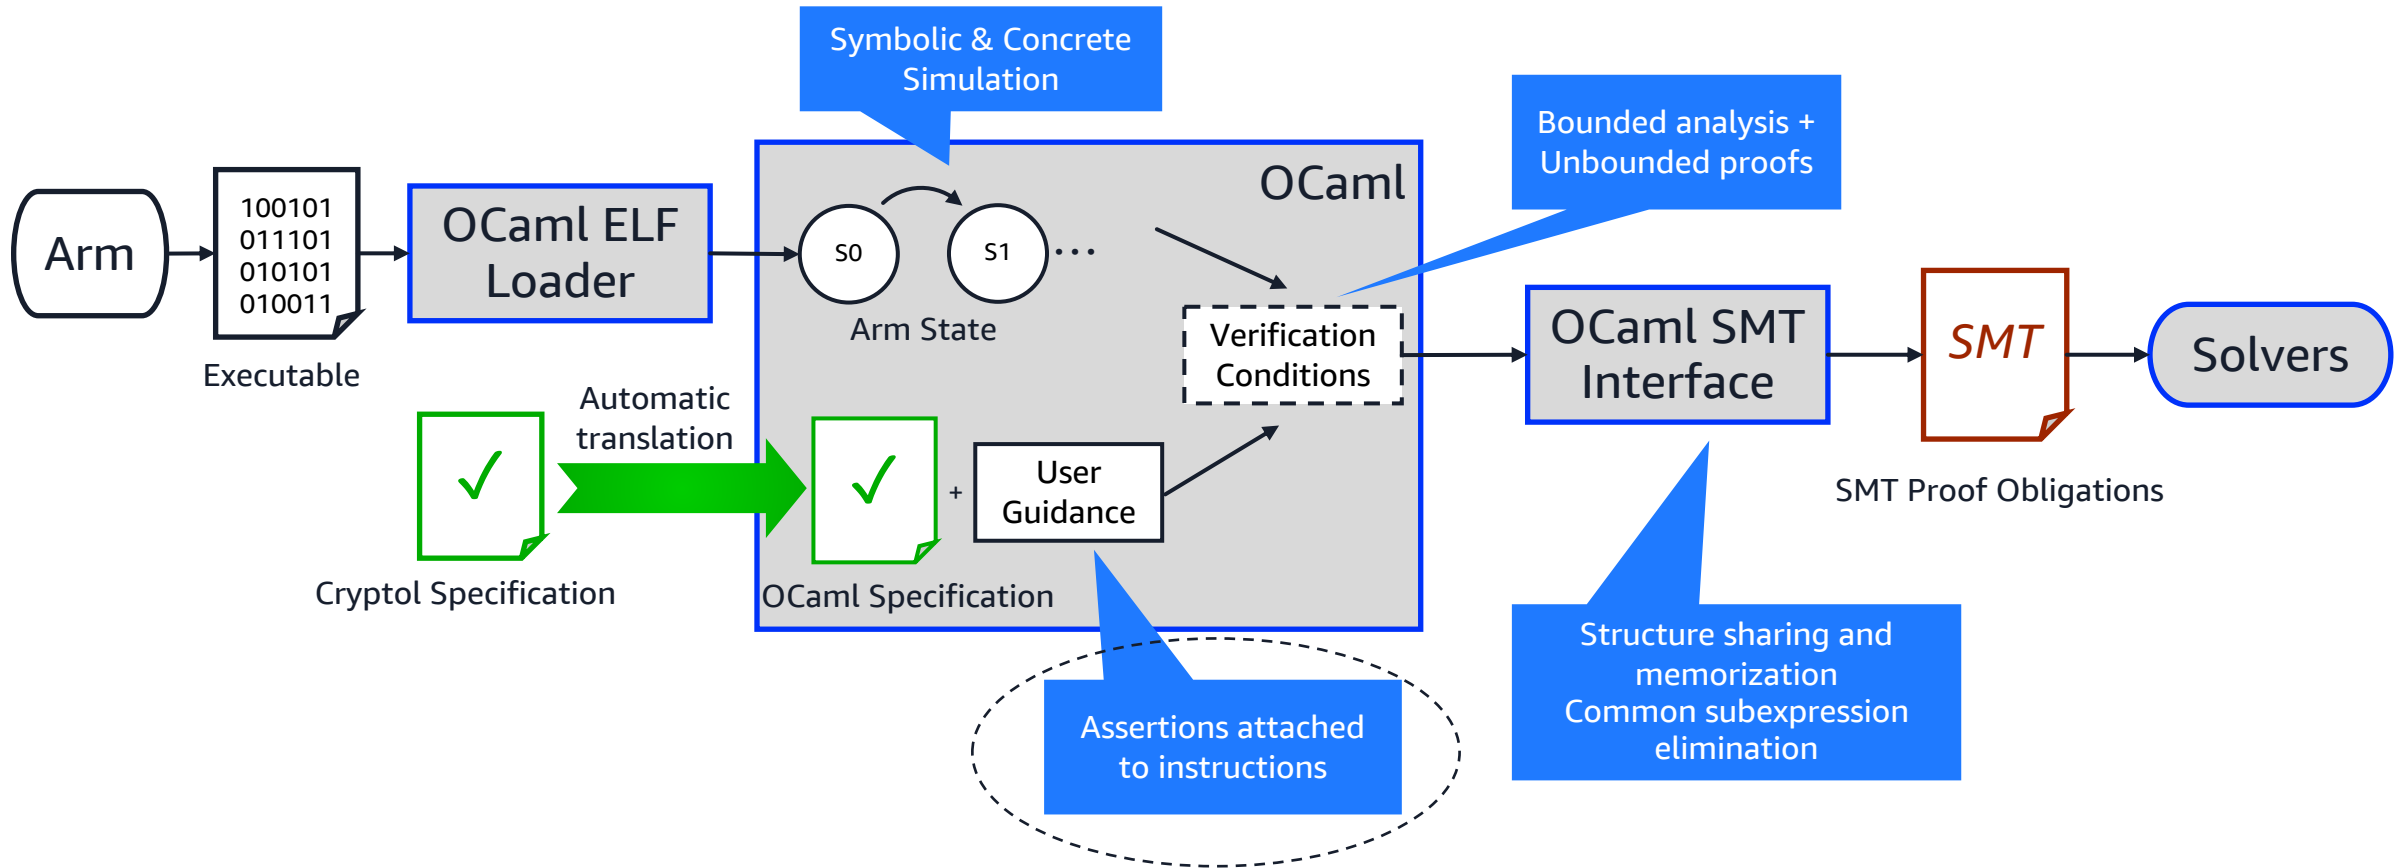 Symbolic & Concrete
Simulation
Bounded analysis +
Unbounded proofs
OCaml
Arm
100101
011101
010101
010011
Executable
OCaml ELF
Loader
S0
S1
...
Arm State
Verification
Conditions
OCaml SMT
Interface
SMT
SMT Proof Obligations
Solvers
Automatic
translation
Cryptol Specification
OCaml Specification
+
User
Guidance
Assertions attached
to instructions
Structure sharing and
memorization
Common subexpression
elimination